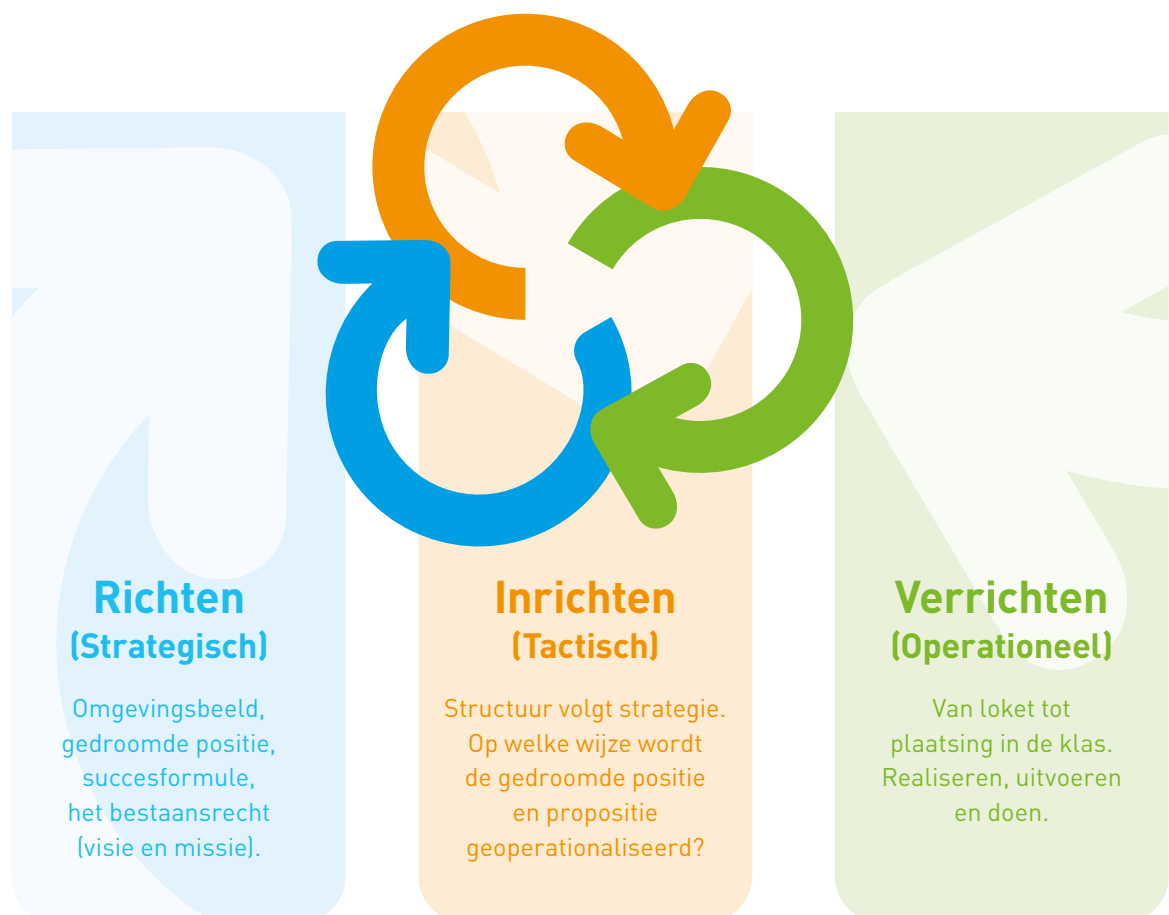 Richten
(Strategisch)
Omgevingsbeeld,
gedroomde positie,
succesformule,
het bestaansrecht
(visie en missie).
Inrichten
(Tactisch)
Structuur volgt strategie.
Op welke wijze wordt
de gedroomde positie
en propositie
geoperationaliseerd?
Verrichten
(Operationeel)
Van loket tot
plaatsing in de klas.
Realiseren, uitvoeren
en doen.